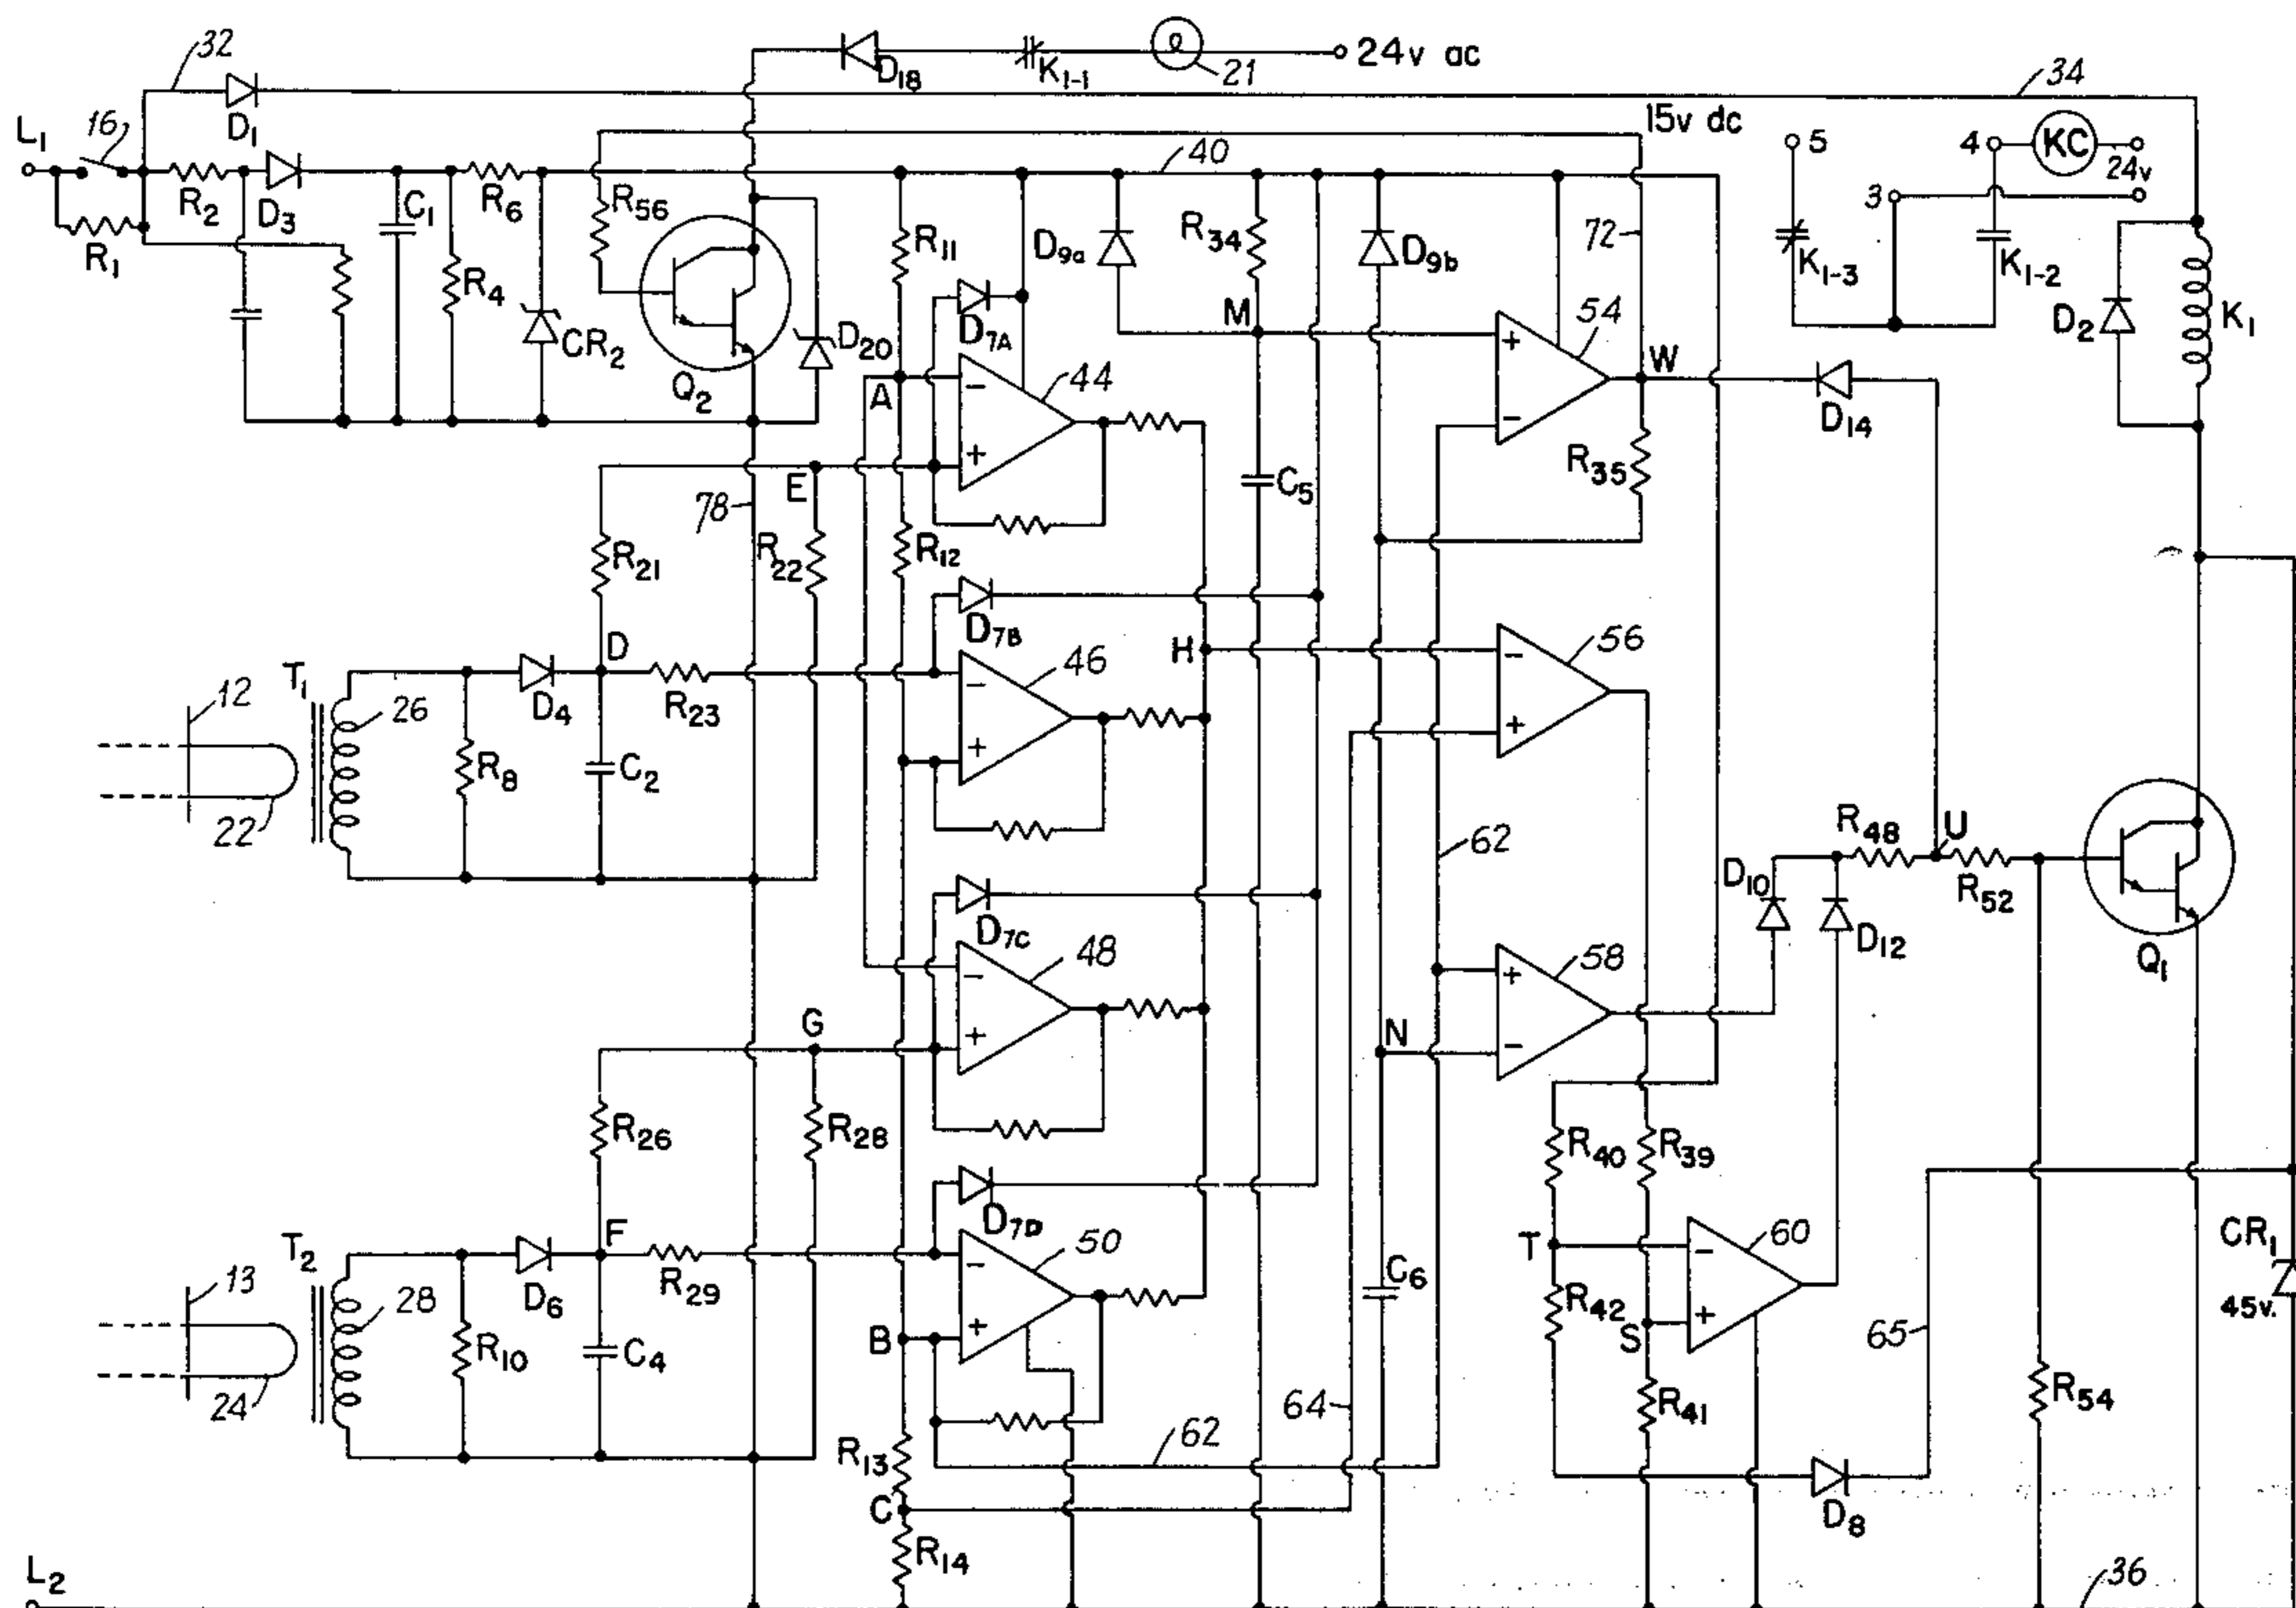 32
D18
K1-1
21
24v ac
34
L1
16
D1
15v dc
40
5
4
KC
24v
3
R2
D3
C1
R6
R56
R1
R4
CR2
Q2
D20
R11
D7A
D9a
R34
D9b
72
K1-3
K1-2
D2
K1
M
+
54
W
-
A
-
44
+
D14
R35
E
78
C5
R21
R22
R12
D7B
D
T1
12
26
D4
R23
46
-
+
H
-
56
+
R8
C2
22
62
R48
U
D10
R52
D12
Q1
D7C
48
-
+
G
58
+
-
N
R26
R28
R40
R39
D7D
F
T2
13
28
D6
R29
50
-
+
T
60
-
+
C6
R42
S
65
CR1
45v.
R10
C4
B
24
64
R41
R54
R13
62
C
D8
R14
L2
36